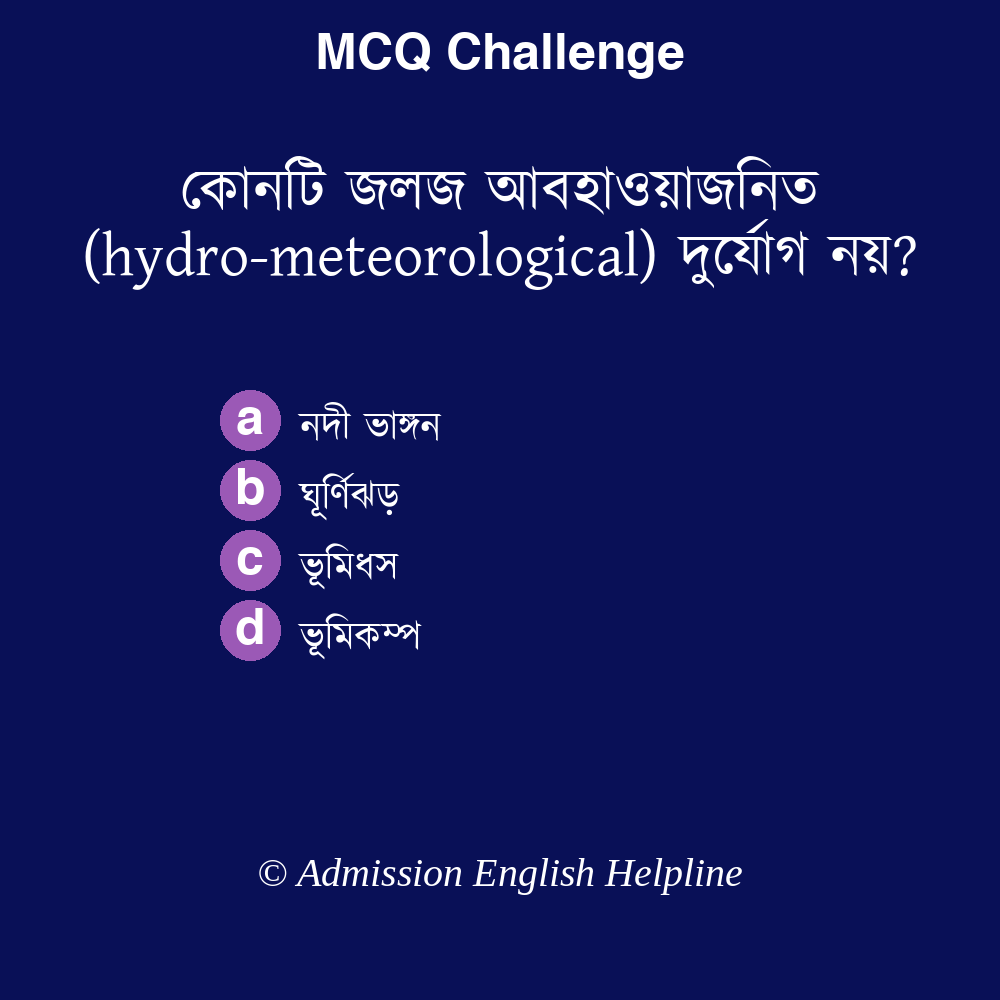 MCQ Challenge
কোনটি জলজ আবহাওয়াজনিত
(hydro-meteorological) দুর্যোগ নয়?
a নদী ভাঙ্গন
b ঘূর্ণিঝড়
c ভূমিধস
d ভূমিকম্প
© Admission English Helpline